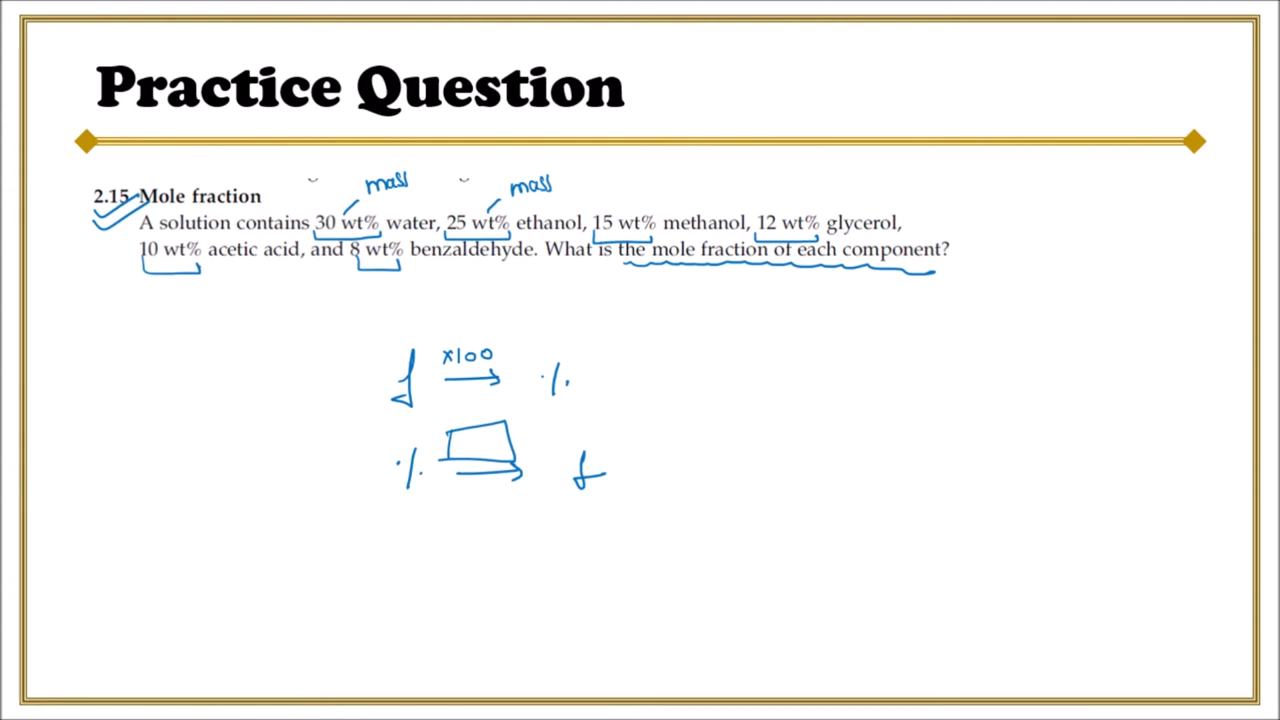 Practice Question
mass mass
2.15 Mole fraction
A solution contains 30 wt% water, 25 wt% ethanol, 15 wt% methanol, 12 wt% glycerol,
10 wt% acetic acid, and 8 wt% benzaldehyde. What is the mole fraction of each component?
f x100 %
% f